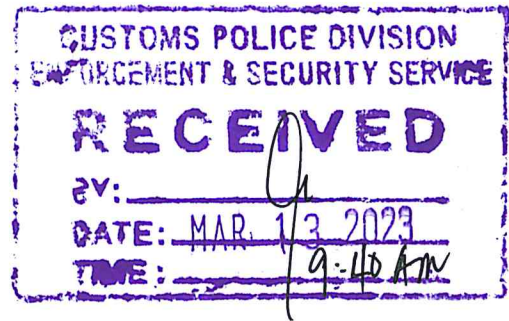 CUSTOMS POLICE DIVISION
ENFORCEMENT & SECURITY SERVICE
RECEIVED
BY:
DATE: MAR 13 2023
TIME: 9:40 AM